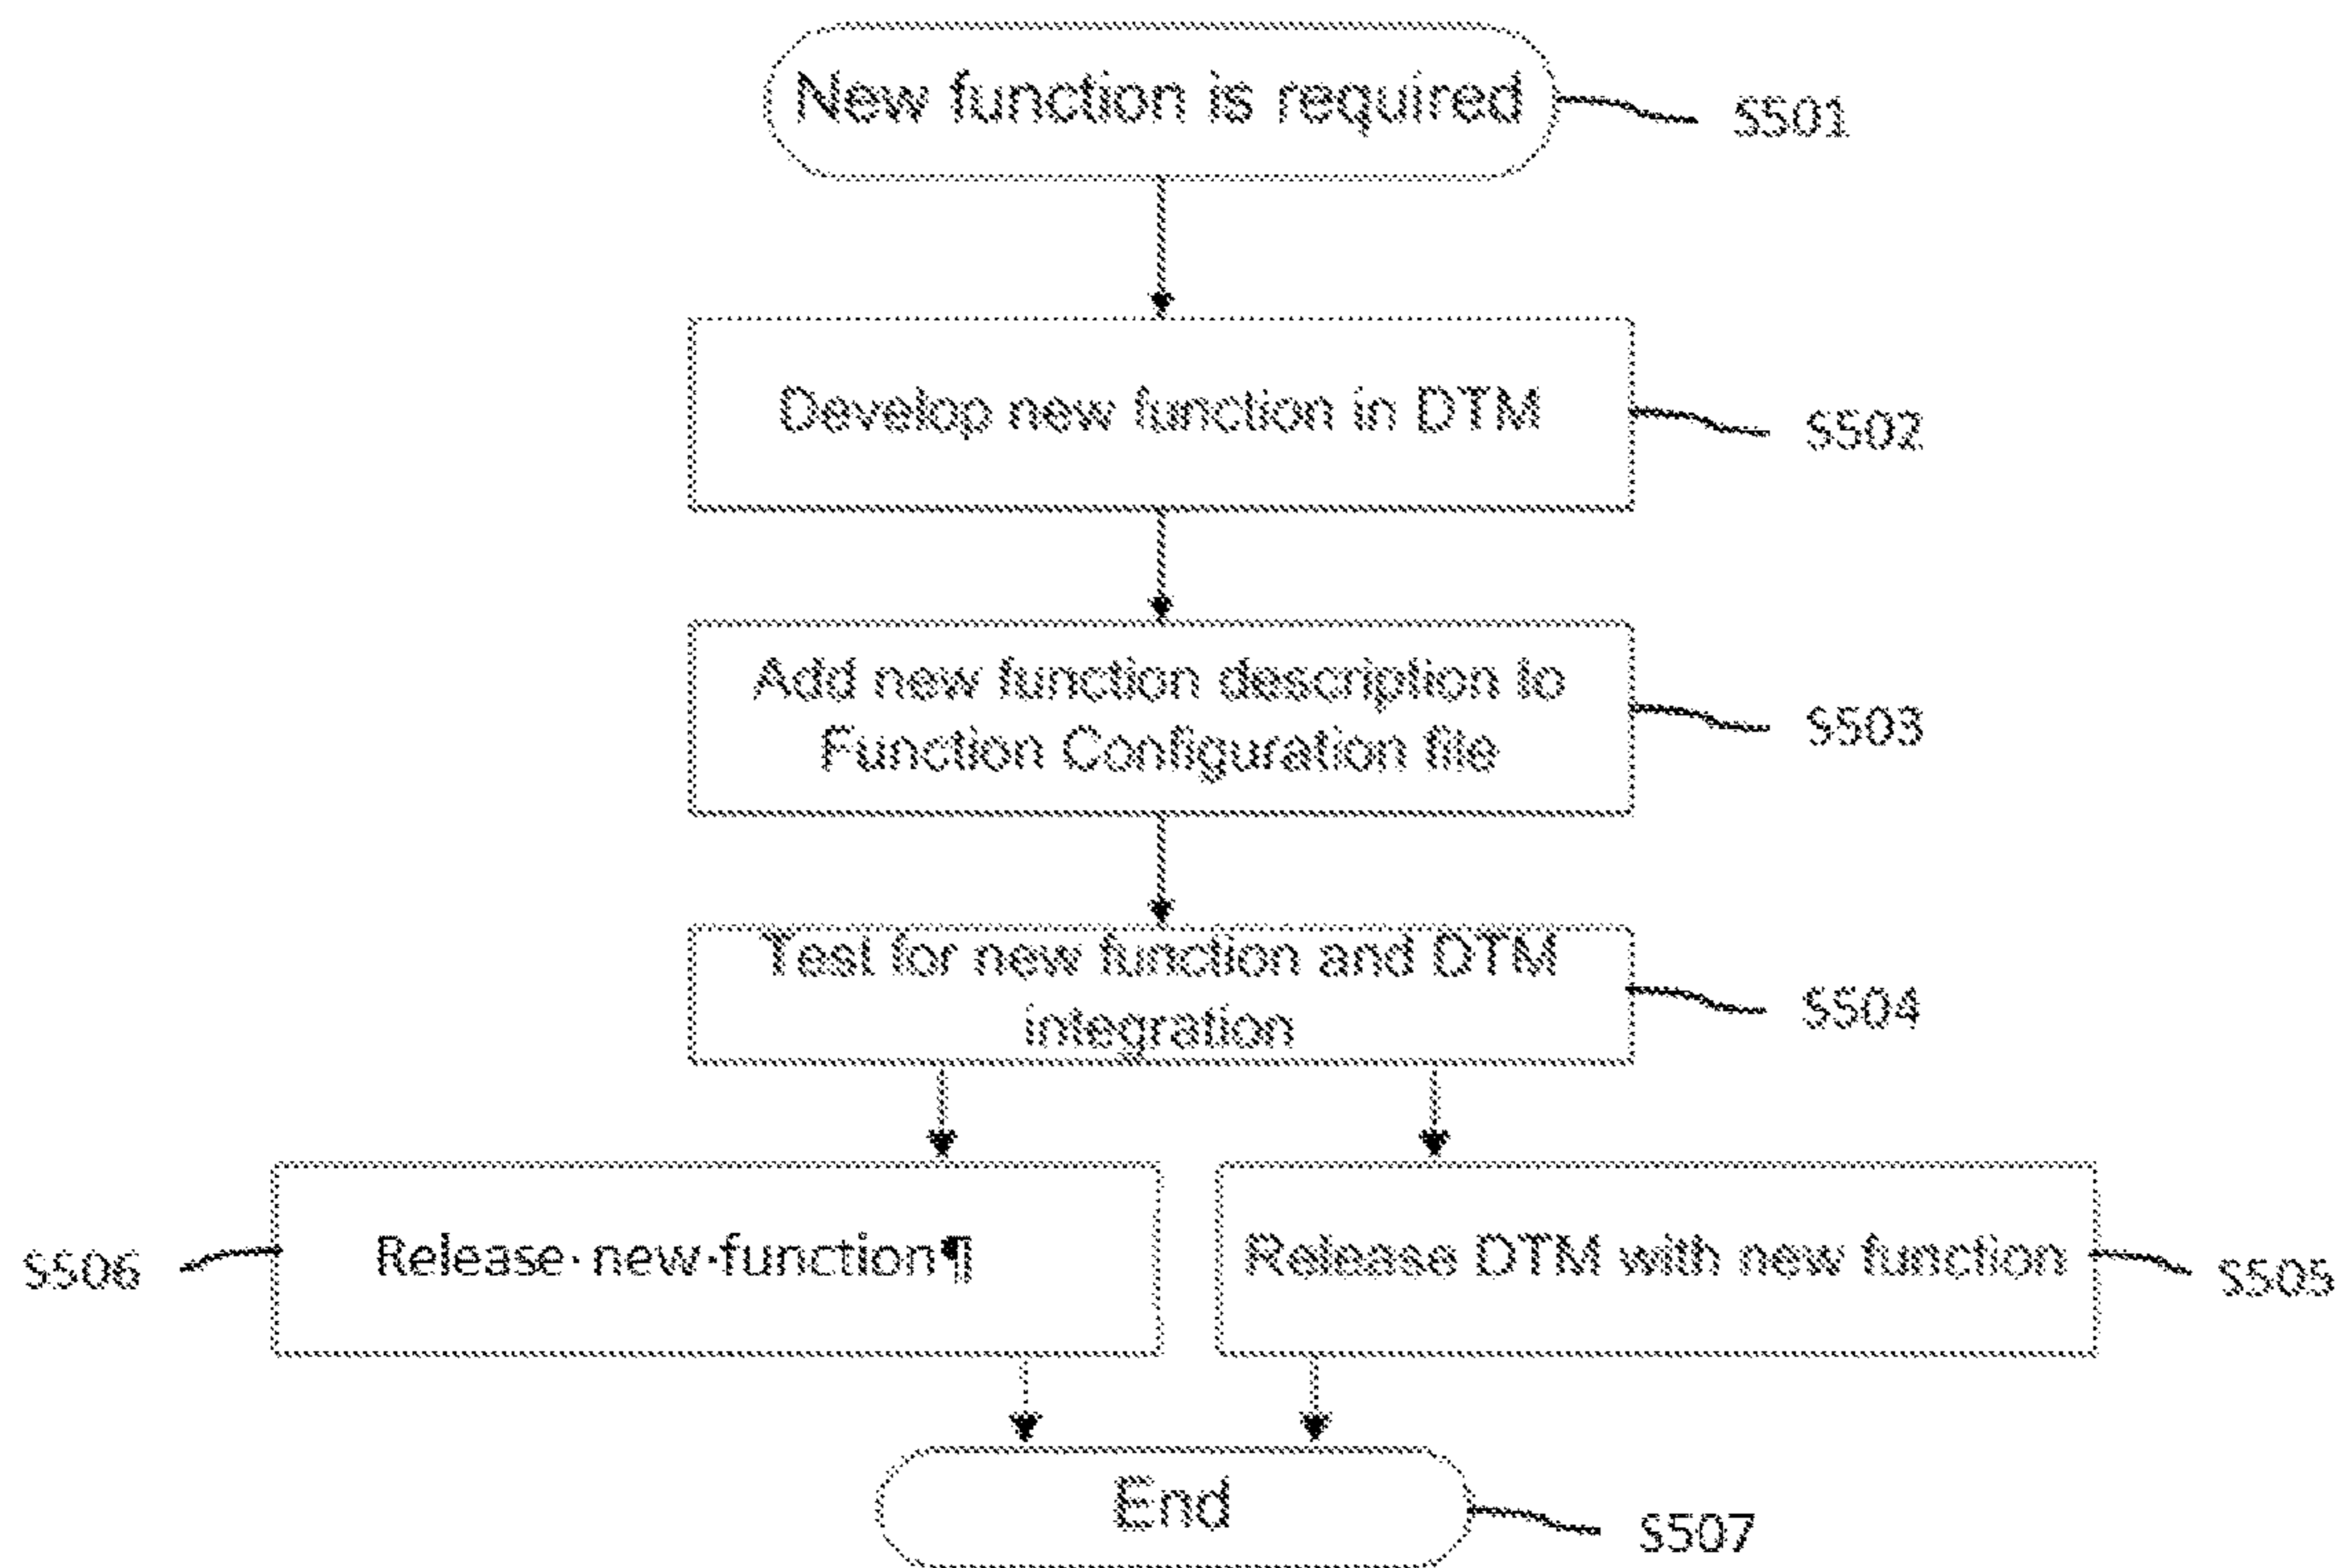 New function is required
S501
Develop new function in DTM
S502
Add new function description to
Function Configuration file
S503
Test for new function and DTM
integration
S504
S506
Release·new·function¶
Release DTM with new function
S505
End
S507